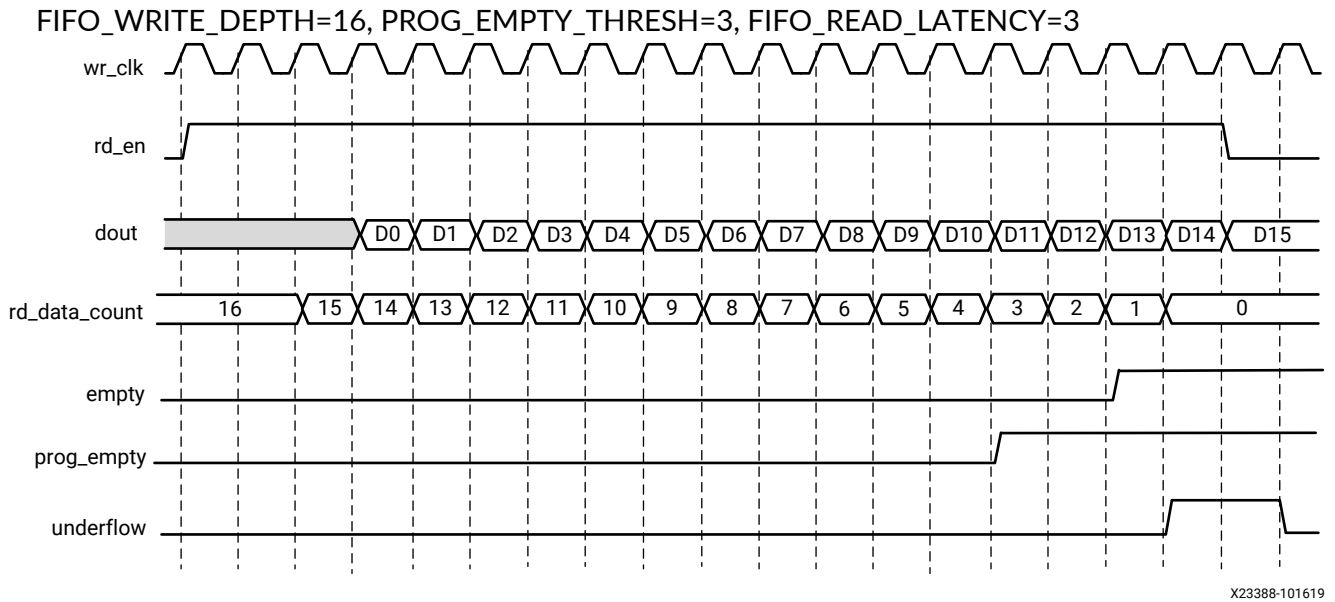 FIFO_WRITE_DEPTH=16, PROG_EMPTY_THRESH=3, FIFO_READ_LATENCY=3
wr_clk
rd_en
dout D0 D1 D2 D3 D4 D5 D6 D7 D8 D9 D10 D11 D12 D13 D14 D15
rd_data_count 16 15 14 13 12 11 10 9 8 7 6 5 4 3 2 1 0
empty
prog_empty
underflow
X23388-101619